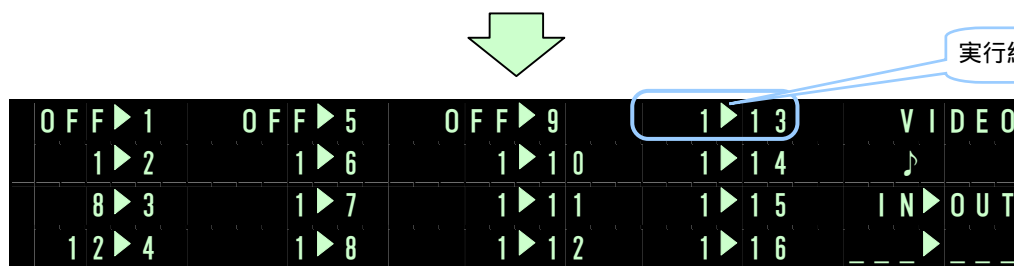 実行
OFF▶1 OFF▶5 OFF▶9 1▶13 VIDEO
1▶2 1▶6 1▶10 1▶14 ♪
8▶3 1▶7 1▶11 1▶15 IN▶OUT
12▶4 1▶8 1▶12 1▶16 ___▶___